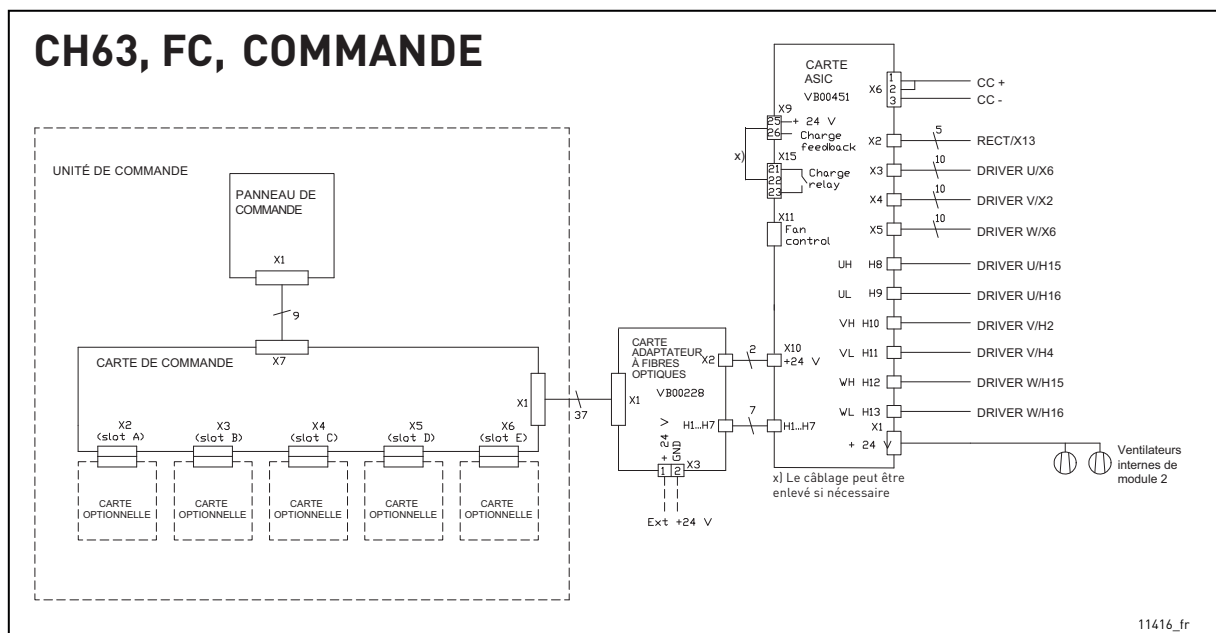 CH63, FC, COMMANDE
UNITÉ DE COMMANDE
PANNEAU DE
COMMANDE
X1
9
X7
CARTE DE COMMANDE
X1
37
X2
(slot A)
X3
(slot B)
X4
(slot C)
X5
(slot D)
X6
(slot E)
CARTE
OPTIONNELLE
CARTE
OPTIONNELLE
CARTE
OPTIONNELLE
CARTE
OPTIONNELLE
CARTE
OPTIONNELLE
CARTE
ADAPTATEUR
À FIBRES
OPTIQUES
VB00228
X1
X2
2
H1...H7
7
+ 24 V
GND
1 2
X3
Ext +24 V
CARTE
ASIC
VB00451
X9
25
+ 24 V
26
Charge
feedback
x)
X15
21
22
23
Charge
relay
X11
Fan
control
X10
+24 V
H1...H7
X6
1
2
3
CC +
CC -
X2
5
RECT/X13
X3
10
DRIVER U/X6
X4
10
DRIVER V/X2
X5
10
DRIVER W/X6
UH H8
DRIVER U/H15
UL H9
DRIVER U/H16
VH H10
DRIVER V/H2
VL H11
DRIVER V/H4
WH H12
DRIVER W/H15
WL H13
DRIVER W/H16
X1
+ 24 V
Ventilateurs
internes de
module 2
x) Le câblage peut être
enlevé si nécessaire
11416_fr